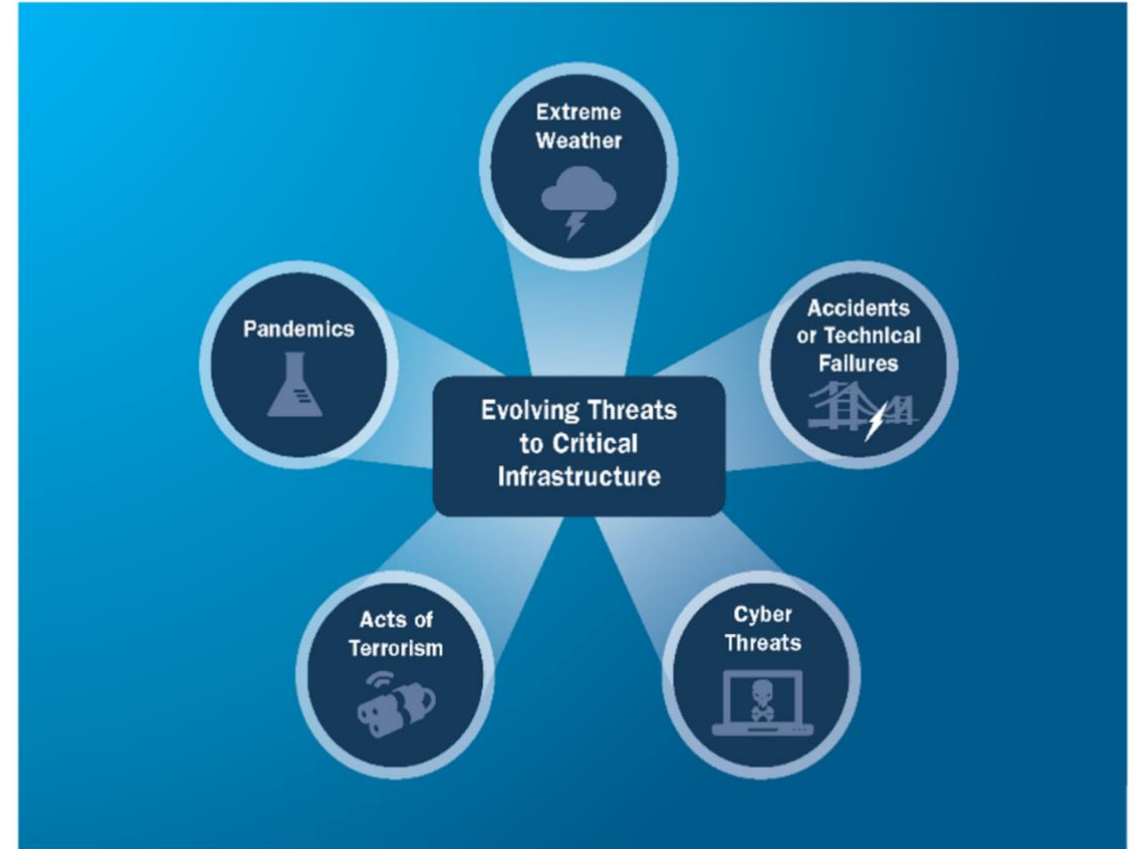 Extreme
Weather
Accidents
or Technical
Failures
Pandemics
Evolving Threats
to Critical
Infrastructure
Acts of
Terrorism
Cyber
Threats